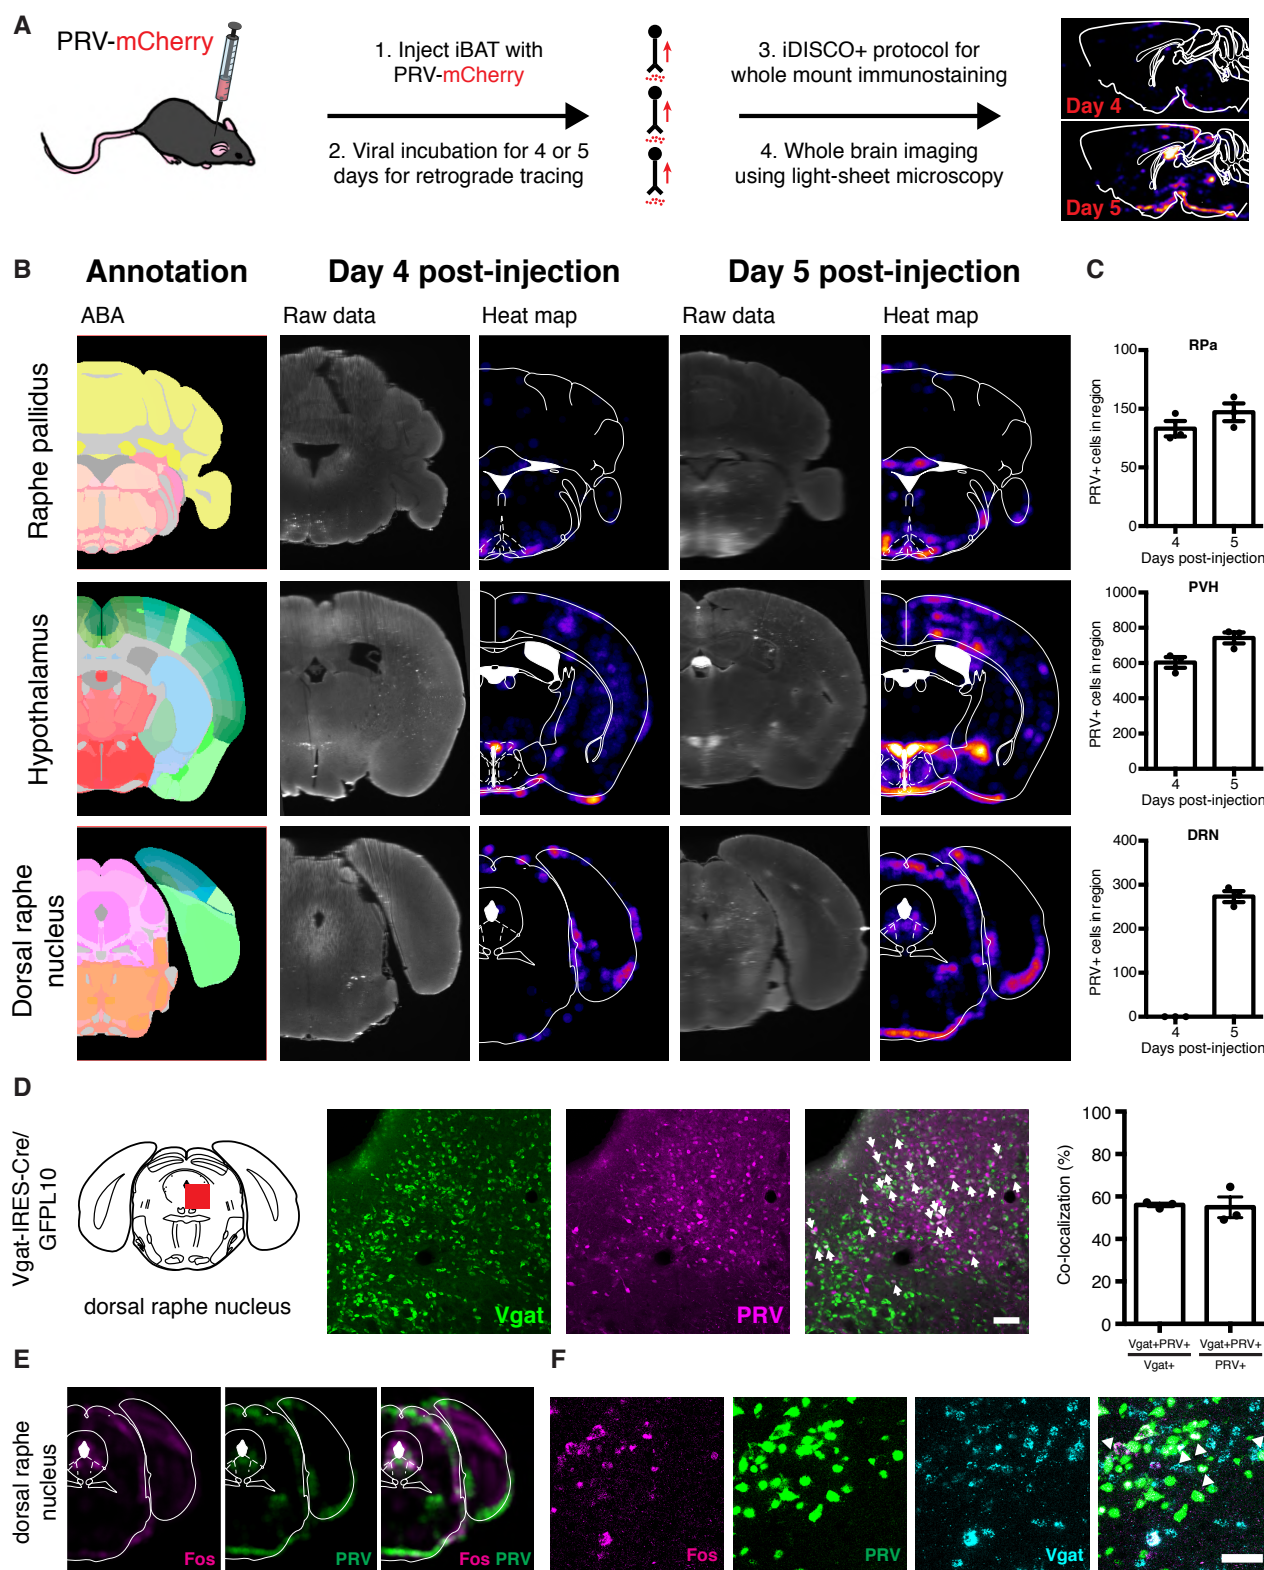 A
PRV-mCherry
1. Inject iBAT with
PRV-mCherry
2. Viral incubation for 4 or 5
days for retrograde tracing
3. iDISCO+ protocol for
whole mount immunostaining
4. Whole brain imaging
using light-sheet microscopy
Day 4
Day 5
B
Annotation
Day 4 post-injection
Day 5 post-injection
C
ABA
Raw data
Heat map
Raw data
Heat map
Raphe pallidus
Hypothalamus
Dorsal raphe
nucleus
RPa
PRV+ cells in region
100
150
50
0
4
5
Days post-injection
PVH
PRV+ cells in region
1000
800
600
400
200
0
4
5
Days post-injection
DRN
PRV+ cells in region
400
300
200
100
0
4
5
Days post-injection
D
Vgat-IRES-Cre/
GFPL10
dorsal raphe nucleus
Vgat
PRV
Co-localization (%)
100
80
60
40
20
0
Vgat+PRV+
Vgat+
Vgat+PRV+
PRV+
E
dorsal raphe
nucleus
Fos
PRV
Fos PRV
F
Fos
PRV
Vgat